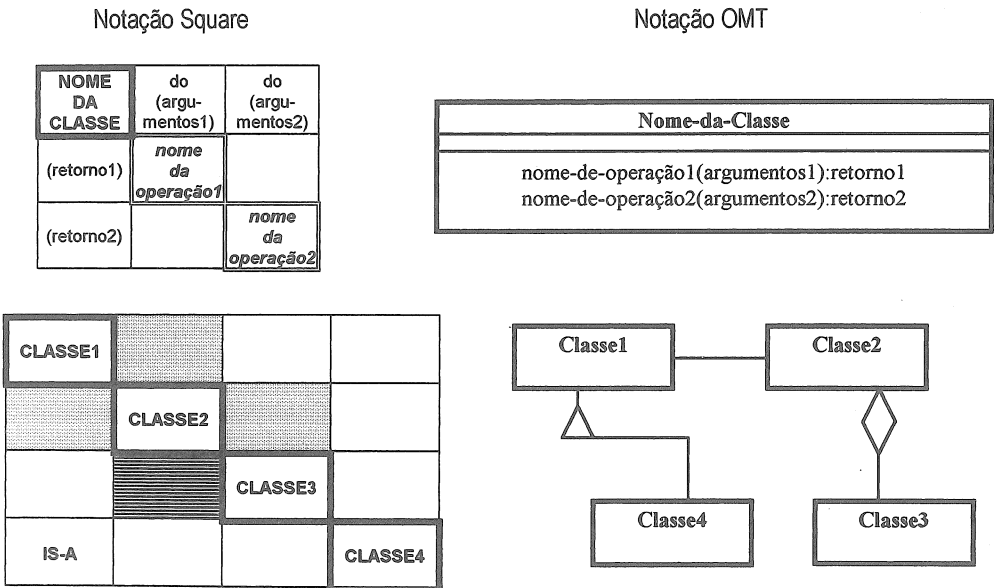 Notação Square
Notação OMT
NOME
DA
CLASSE
do
(argu-
mentos1)
do
(argu-
mentos2)
(retorno1)
nome
da
operação1
(retorno2)
nome
da
operação2
Nome-da-Classe
nome-de-operação1(argumentos1):retorno1
nome-de-operação2(argumentos2):retorno2
CLASSE1
CLASSE2
CLASSE3
IS-A
CLASSE4
Classe1
Classe2
Classe4
Classe3